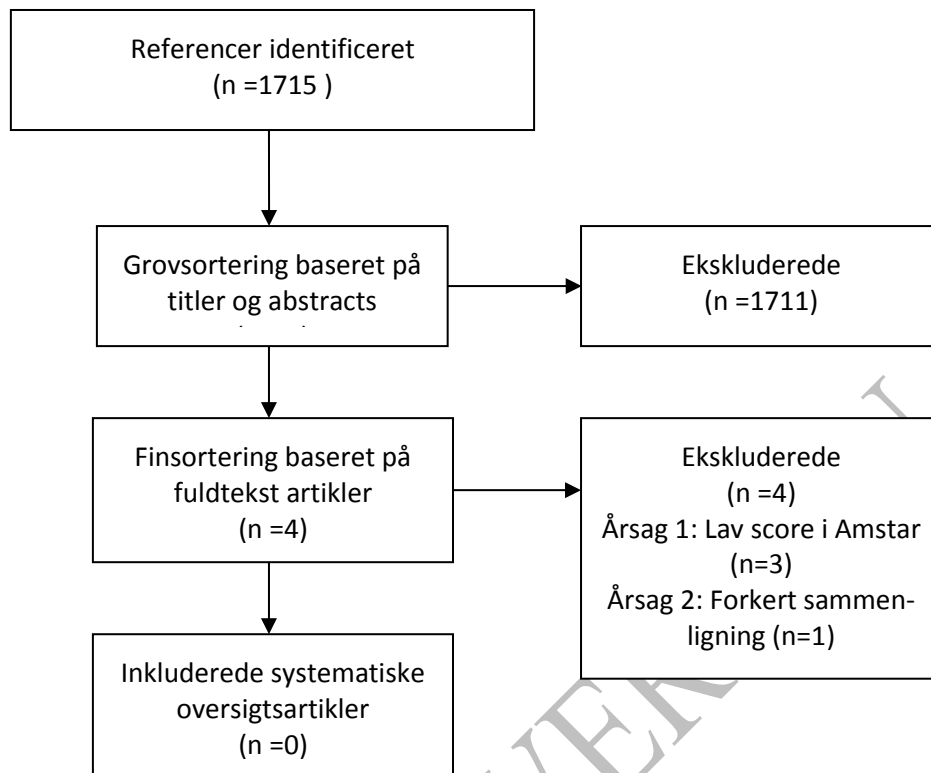 Referencer identificeret
(n =1715 )
Grovsortering baseret på
titler og abstracts
Ekskluderede
(n =1711)
Finsortering baseret på
fuldtekst artikler
(n =4)
Ekskluderede
(n =4)
Årsag 1: Lav score i Amstar
(n=3)
Årsag 2: Forkert sammen-
ligning (n=1)
Inkluderede systematiske
oversigtsartikler
(n =0)
VER